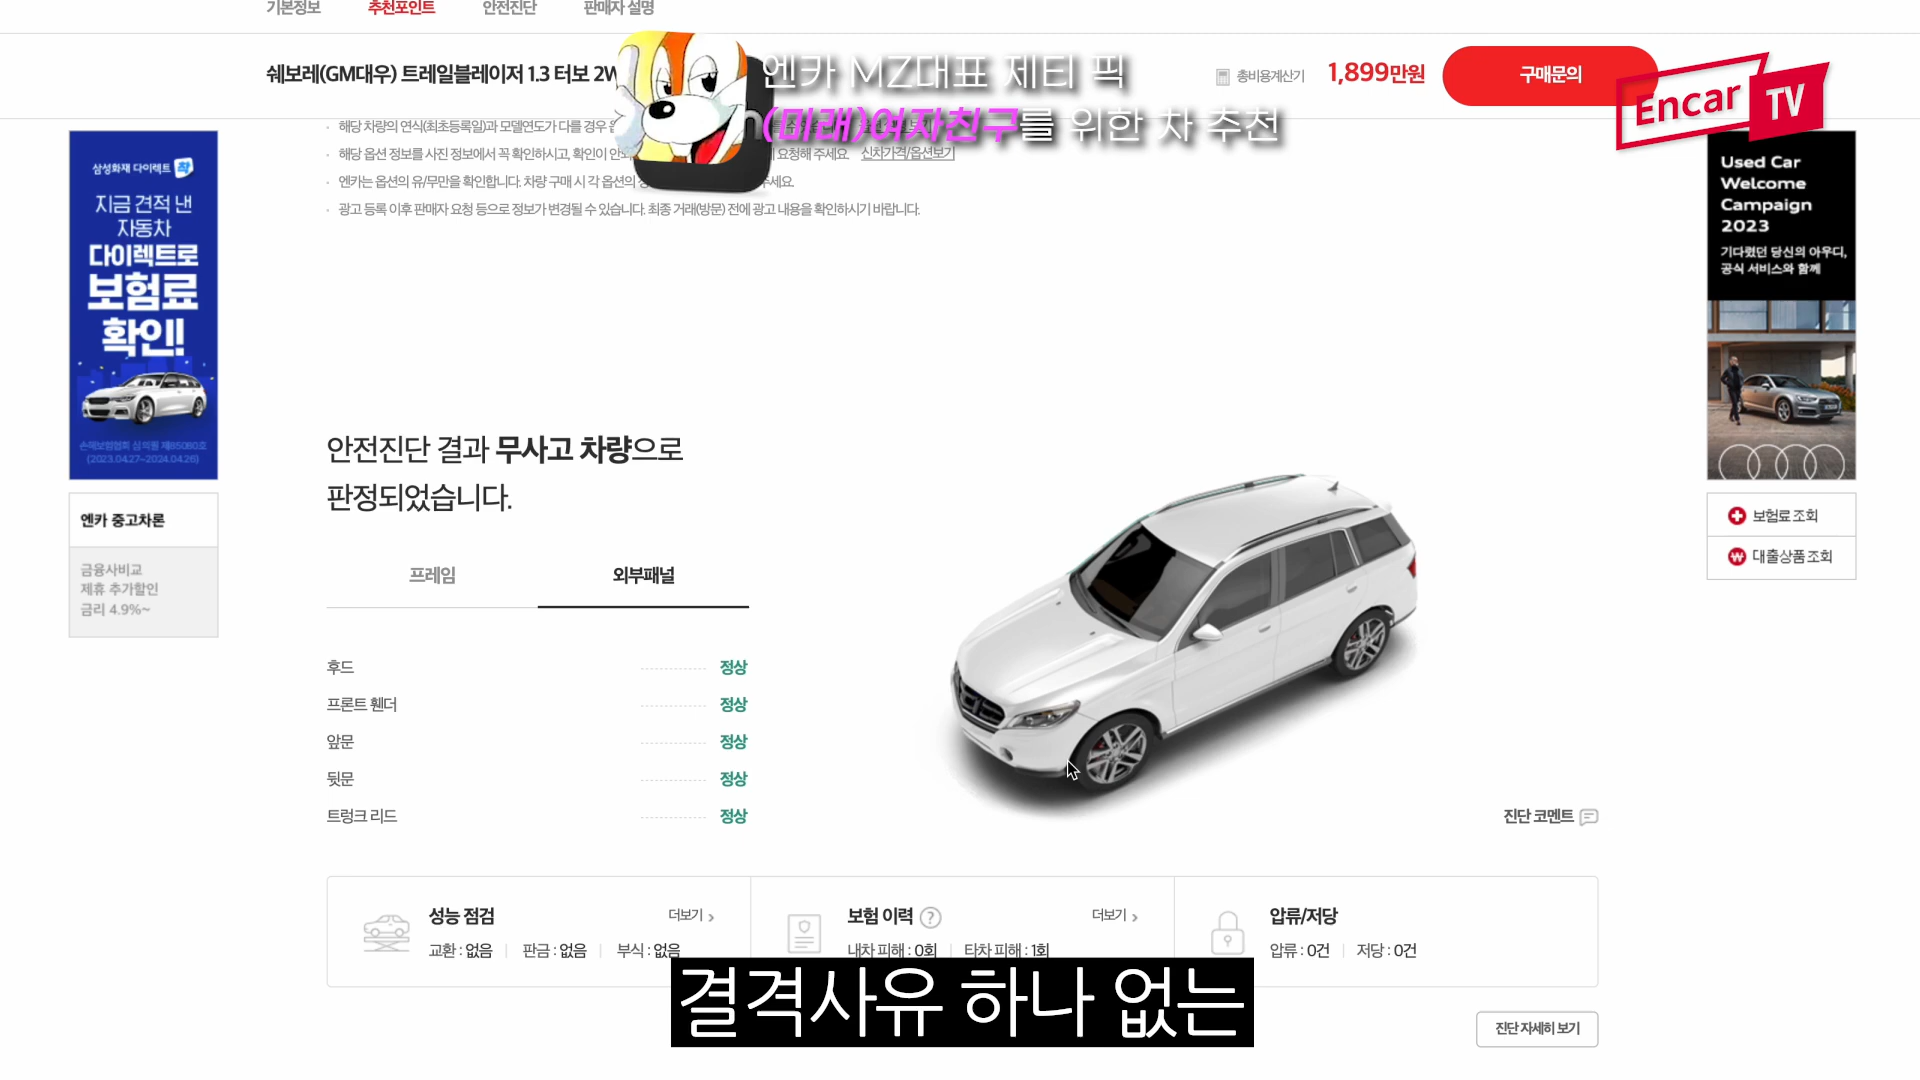 기본정보 추천포인트 안전진단 판매자 설명
쉐보레(GM대우) 트레일블레이저 1.3 터보 2W
총비용계산기 1,899만원 구매문의
엔카 MZ대표 제티 픽
(미래)여자친구를 위한 차 추천
Encar TV
해당 차량의 연식(최초등록일)과 모델연도가 다를 경우
해당 옵션 정보를 사진 정보에서 꼭 확인하시고, 확인이 요청해 주세요. 신차가격/옵션보기
엔카는 옵션의 유/무만을 확인합니다. 차량 구매 시 각 옵션의
광고 등록 이후 판매자 요청 등으로 정보가 변경될 수 있습니다. 최종 거래(방문) 전에 광고 내용을 확인하시기 바랍니다.
삼성화재 다이렉트 착
지금 견적 낸
자동차
다이렉트로
보험료
확인!
손해보험협회 심의필 제85080호
(2023.04.27~2024.04.26)
엔카 중고차론
금융사비교
제휴 추가할인
금리 4.9%~
Used Car
Welcome
Campaign
2023
기다렸던 당신의 아우디,
공식 서비스와 함께
보험료 조회
대출상품 조회
안전진단 결과 무사고 차량으로
판정되었습니다.
프레임 외부패널
후드 정상
프론트 휀더 정상
앞문 정상
뒷문 정상
트렁크 리드 정상
진단 코멘트
성능 점검 더보기
교환 : 없음 판금 : 없음 부식 : 없음
보험 이력 ? 더보기
내차 피해 : 0회 타차 피해 : 1회
압류/저당
압류 : 0건 저당 : 0건
결격사유 하나 없는
진단 자세히 보기